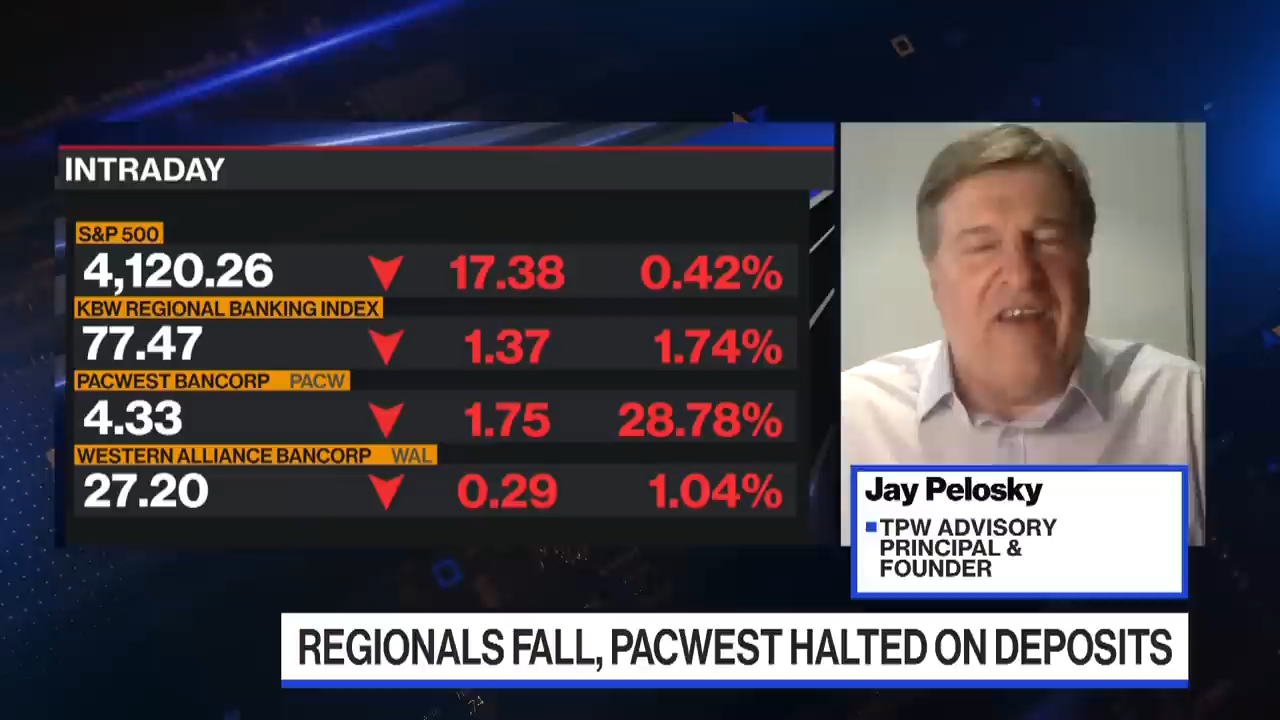 INTRADAY
S&P 500
4,120.26 17.38 0.42%
KBW REGIONAL BANKING INDEX
77.47 1.37 1.74%
PACWEST BANCORP PACW
4.33 1.75 28.78%
WESTERN ALLIANCE BANCORP WAL
27.20 0.29 1.04%
Jay Pelosky
TPW ADVISORY
PRINCIPAL &
FOUNDER
REGIONALS FALL, PACWEST HALTED ON DEPOSITS